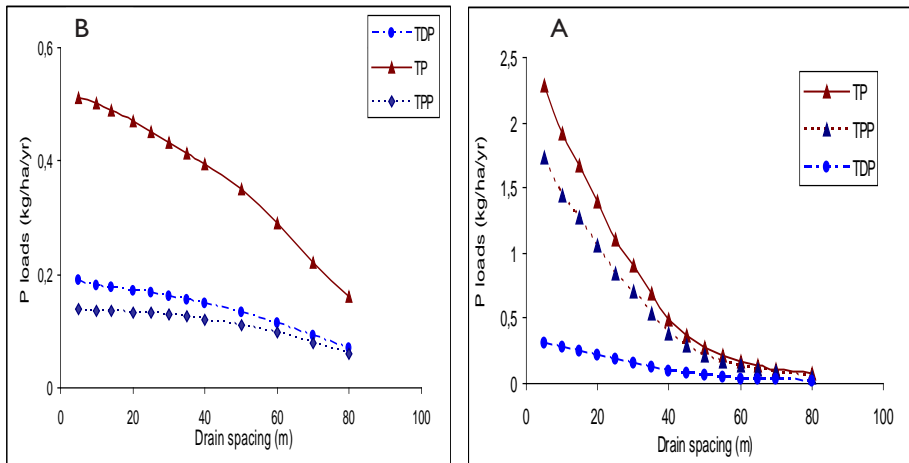 B
TDP
TP
TPP
0,6
0,4
0,2
0
0 20 40 60 80 100
P loads (kg/ha/yr)
Drain spacing (m)
A
TP
TPP
TDP
2,5
2
1,5
1
0,5
0
0 20 40 60 80 100
P loads (kg/ha/yr)
Drain spacing (m)